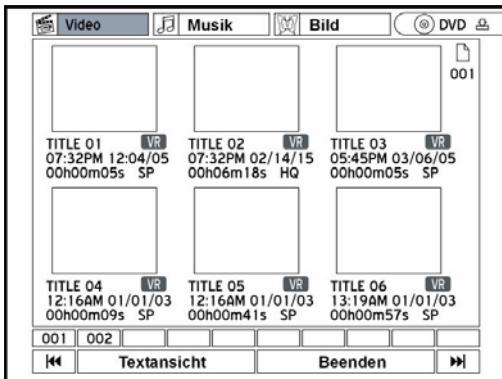 Video Musik Bild DVD
001
TITLE 01 VR TITLE 02 VR TITLE 03 VR
07:32PM 12:04/05 07:32PM 02/14/15 05:45PM 03/06/05
00h00m05s SP 00h06m18s HQ 00h00m05s SP
TITLE 04 VR TITLE 05 VR TITLE 06 VR
12:16AM 01/01/03 12:16AM 01/01/03 13:19AM 01/01/03
00h00m09s SP 00h00m41s SP 00h00m57s SP
001 002
Textansicht Beenden